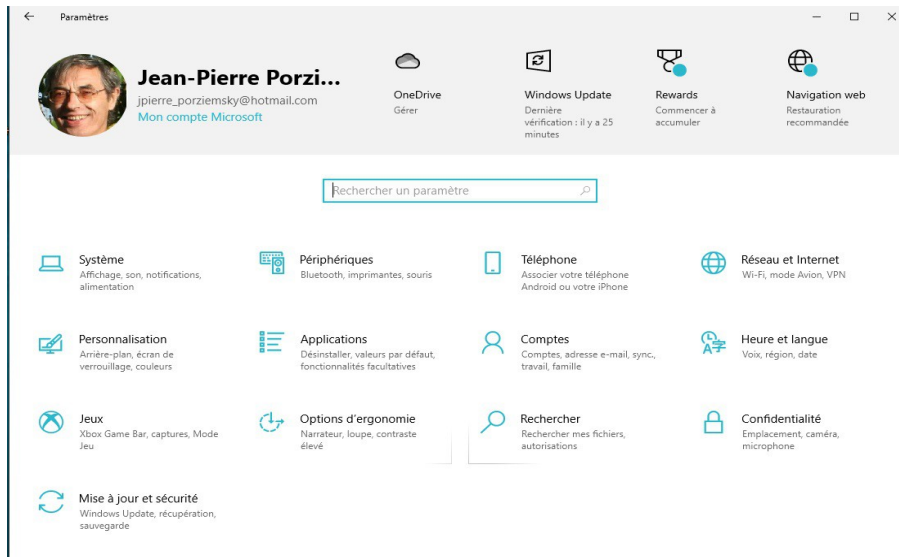 Paramètres
Jean-Pierre Porzi...
jpierre_porziemsky@hotmail.com
Mon compte Microsoft
OneDrive
Gérer
Windows Update
Dernière
vérification : il y a 25
minutes
Rewards
Commencer à
accumuler
Navigation web
Restauration
recommandée
Rechercher un paramètre
Système
Affichage, son, notifications,
alimentation
Périphériques
Bluetooth, imprimantes, souris
Téléphone
Associer votre téléphone
Android ou votre iPhone
Réseau et Internet
Wi-Fi, mode Avion, VPN
Personnalisation
Arrière-plan, écran de
verrouillage, couleurs
Applications
Désinstaller, valeurs par défaut,
fonctionnalités facultatives
Comptes
Comptes, adresse e-mail, sync.,
travail, famille
Heure et langue
Voix, région, date
Jeux
Xbox Game Bar, captures, Mode
Jeu
Options d'ergonomie
Narrateur, loupe, contraste
élevé
Rechercher
Rechercher mes fichiers,
autorisations
Confidentialité
Emplacement, caméra,
microphone
Mise à jour et sécurité
Windows Update, récupération,
sauvegarde